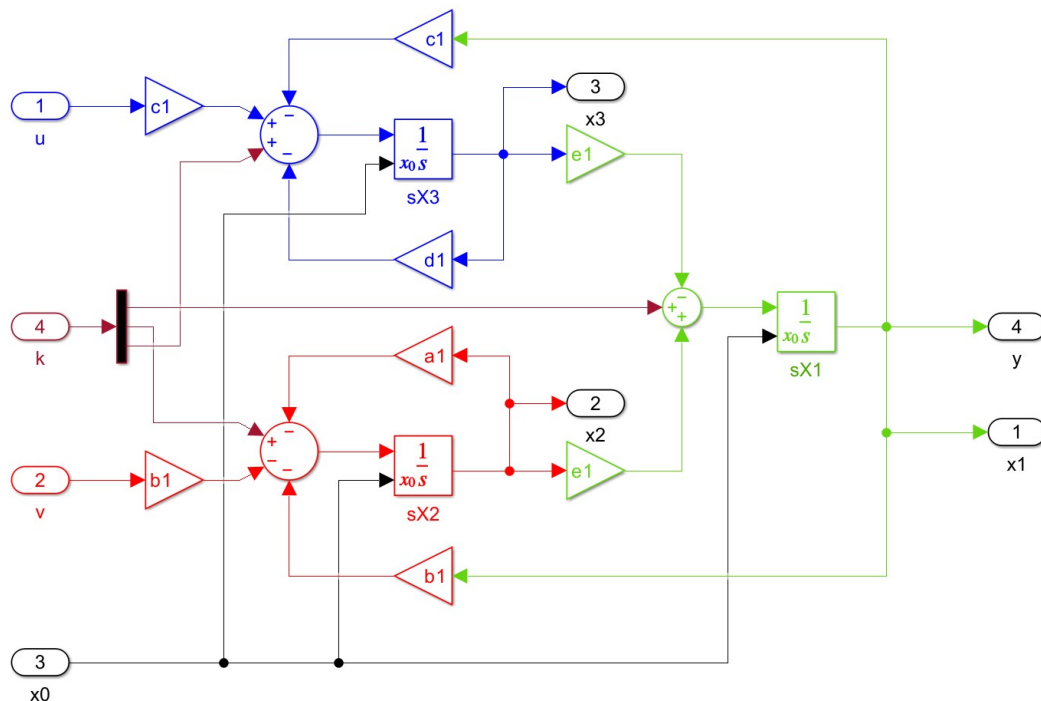 c1
1
u
c1
− + + −
1
x₀ s
sX3
3
x3
e1
d1
4
k
− + +
1
x₀ s
sX1
4
y
a1
− + − −
1
x₀ s
sX2
2
x2
e1
1
x1
2
v
b1
b1
3
x0